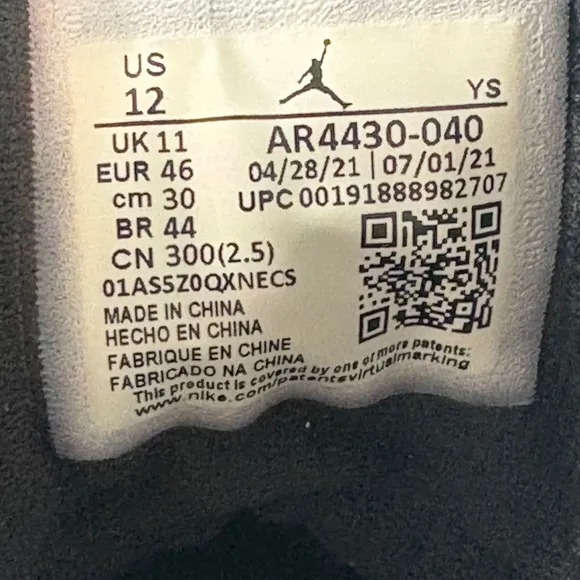 US
12
YS
UK 11
AR4430-040
EUR 46
04/28/21 | 07/01/21
cm 30
UPC 00191888982707
BR 44
CN 300(2.5)
01AS5Z0QXNECS
MADE IN CHINA
HECHO EN CHINA
FABRIQUE EN CHINE
FABRICADO NA CHINA
This product is covered by one of more patents:
www.nike.com/patentsvirtualmarking